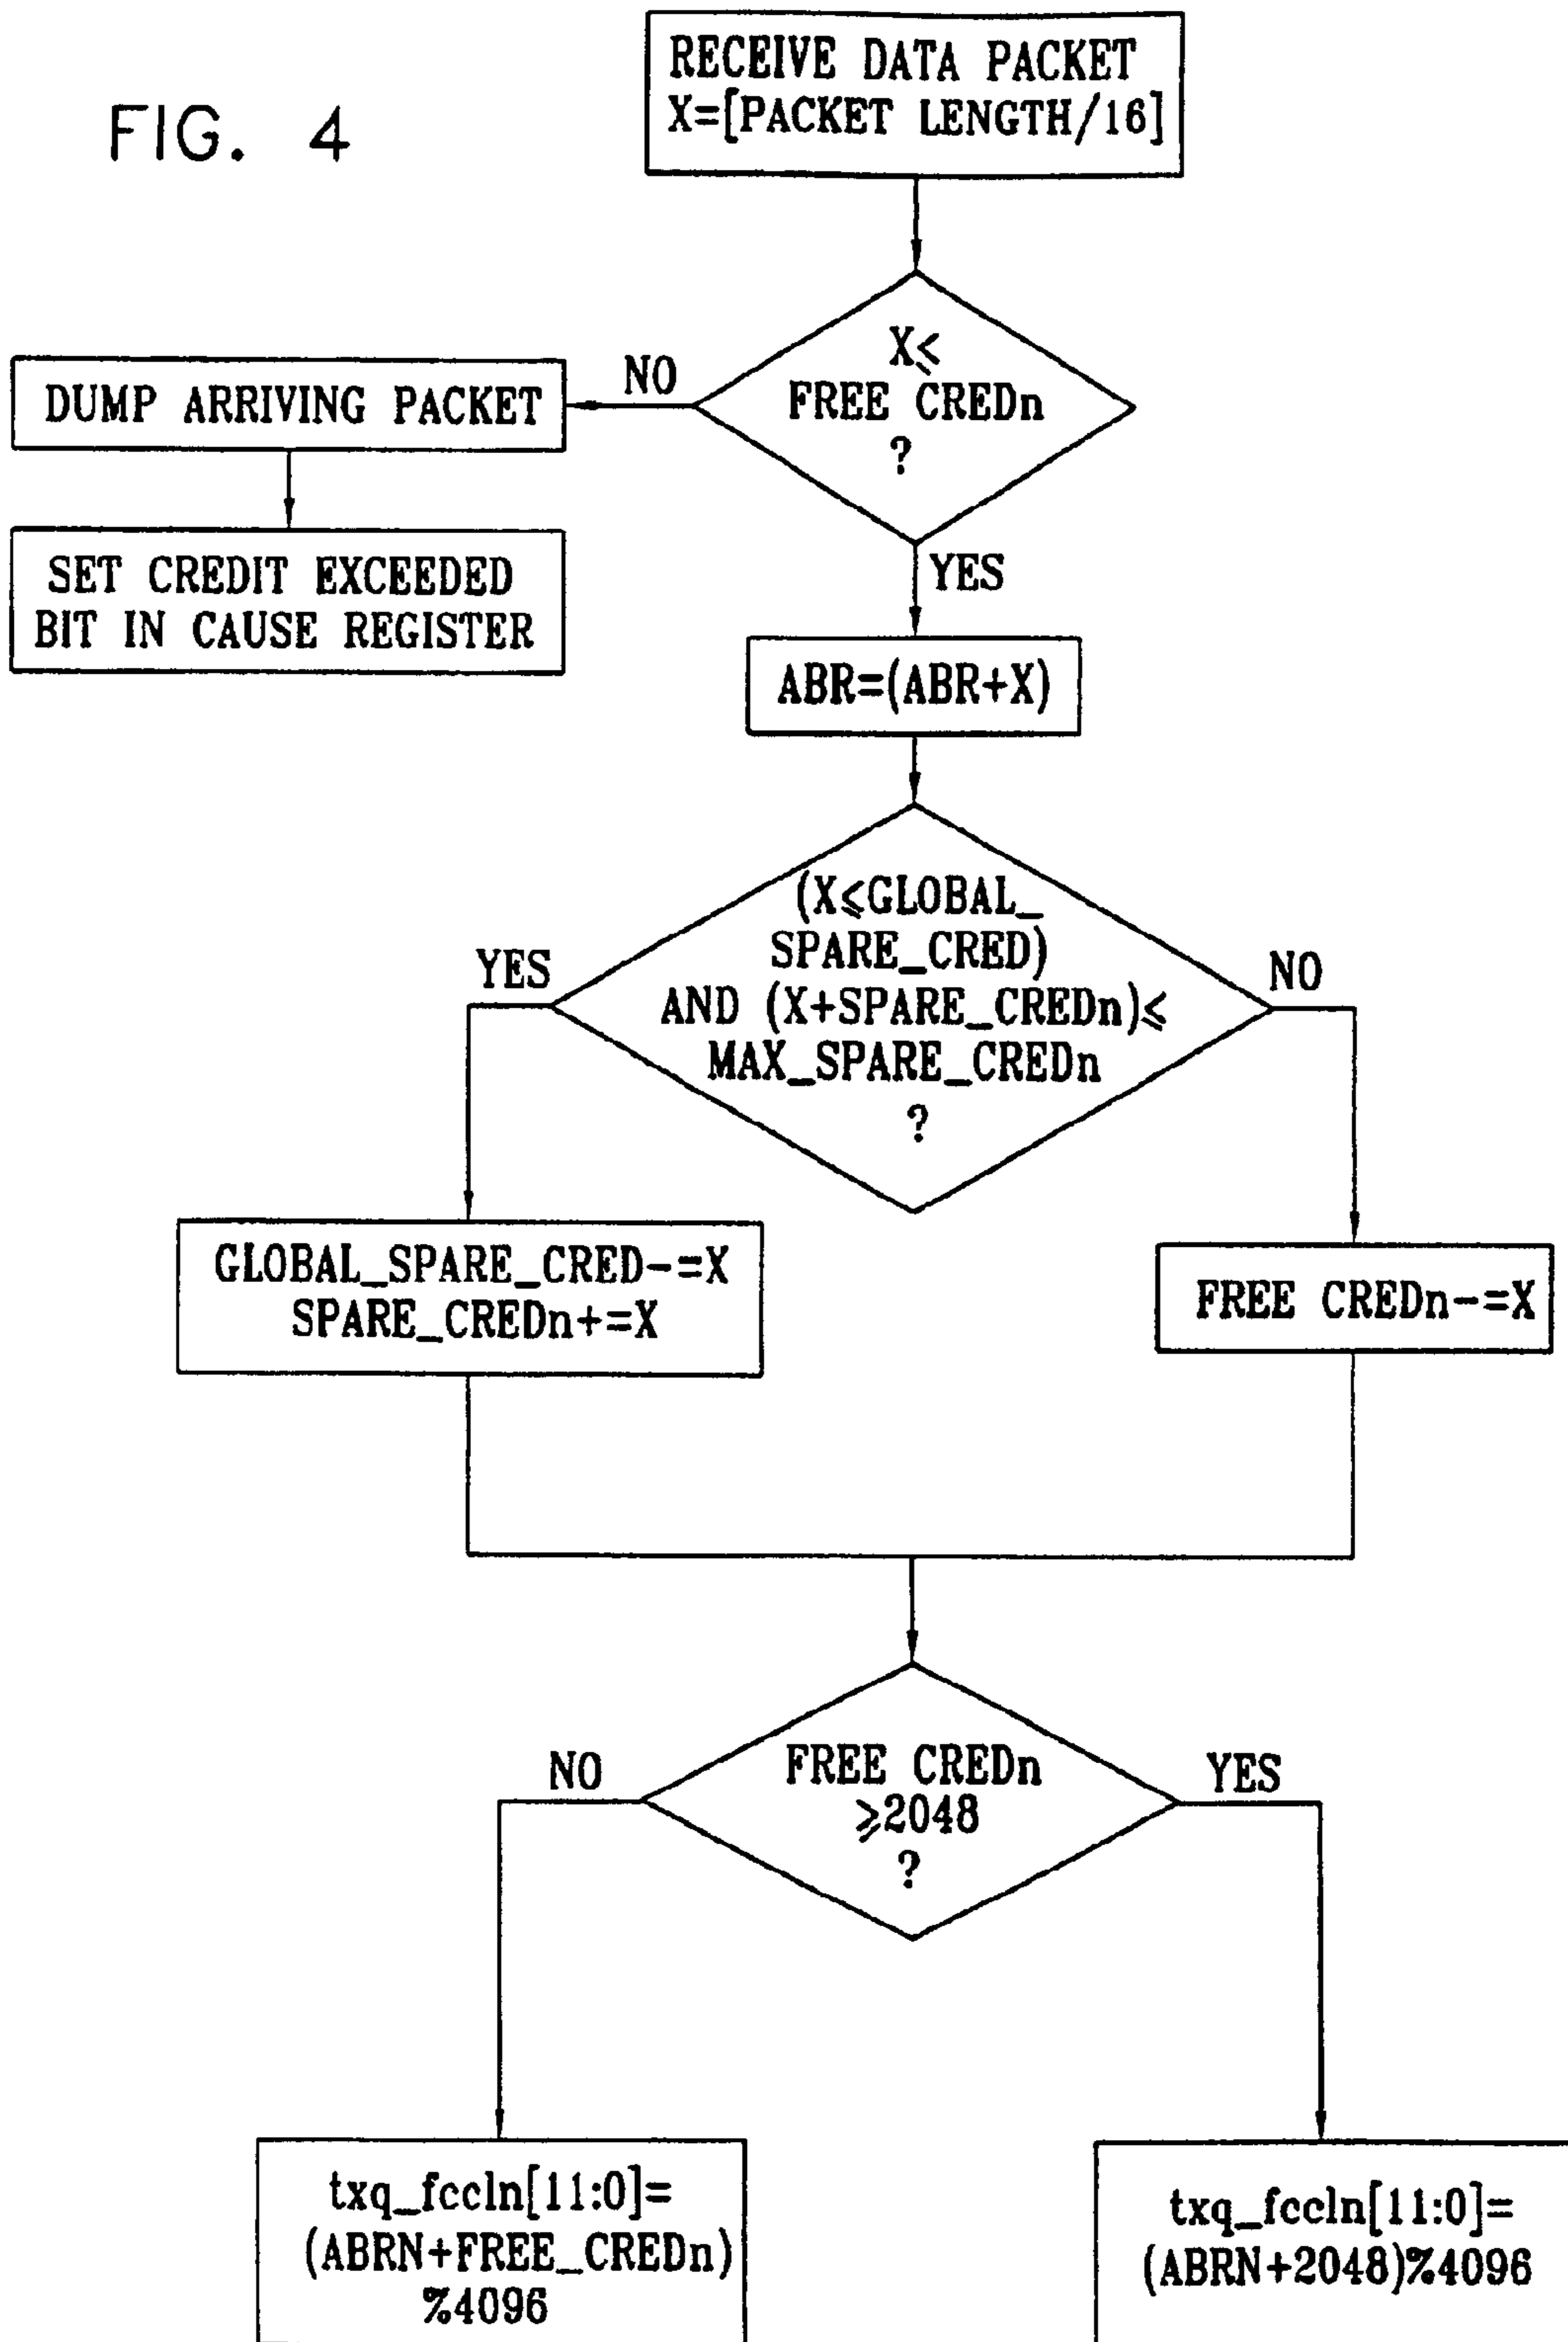 FIG. 4
RECEIVE DATA PACKET
X=[PACKET LENGTH/16]
X≤
FREE CREDn
?
NO
DUMP ARRIVING PACKET
SET CREDIT EXCEEDED
BIT IN CAUSE REGISTER
YES
ABR=(ABR+X)
(X≤GLOBAL_
SPARE_CRED)
AND (X+SPARE_CREDn)≤
MAX_SPARE_CREDn
?
YES
NO
GLOBAL_SPARE_CRED-=X
SPARE_CREDn+=X
FREE CREDn-=X
FREE CREDn
≥2048
?
NO
YES
txq_fccln[11:0]=
(ABRN+FREE_CREDn)
%4096
txq_fccln[11:0]=
(ABRN+2048)%4096